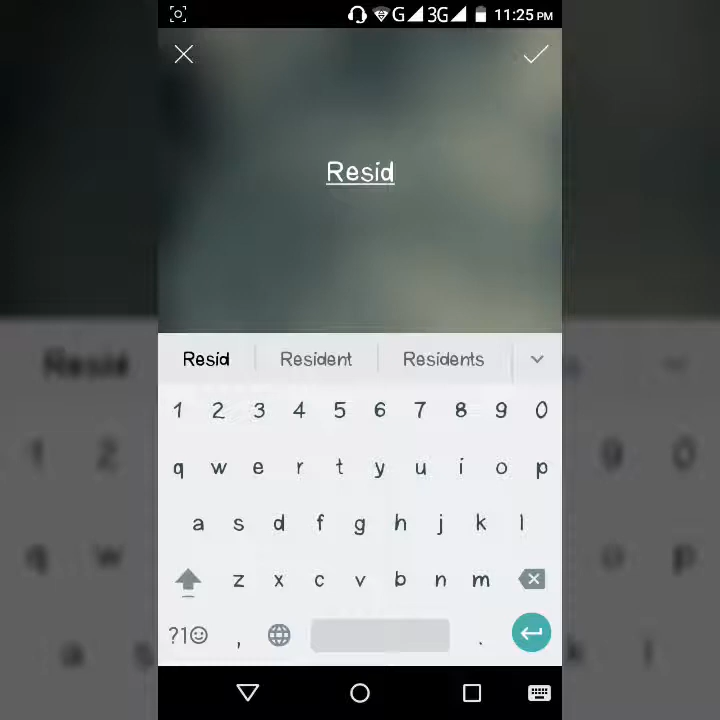 G 3G 11:25 PM
Resid
Resid Resident Residents
1 2 3 4 5 6 7 8 9 0
q w e r t y u i o p
a s d f g h j k l
z x c v b n m
?1☺ , .